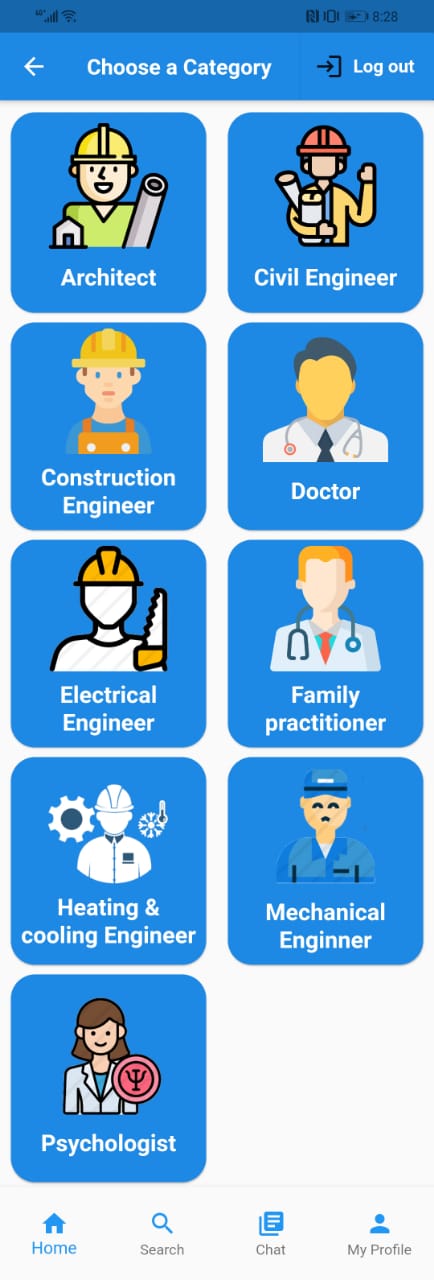 4G+ 8:28
Choose a Category Log out
Architect
Civil Engineer
Construction
Engineer
Doctor
Electrical
Engineer
Family
practitioner
Heating &
cooling Engineer
Mechanical
Enginner
Psychologist
Home Search Chat My Profile